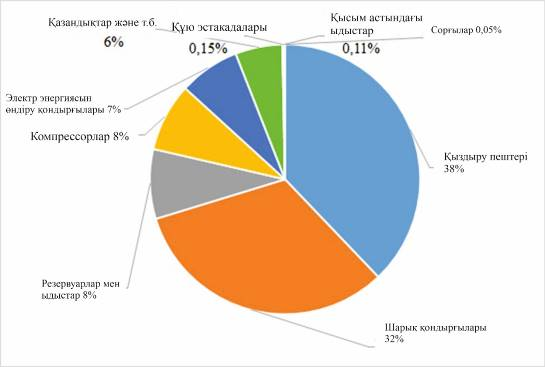 Қазандықтар және т.б.
6%
Құю эстакадалары
0,15%
Қысым астындағы
ыдыстар
0,11%
Сорғылар 0,05%
Электр энергиясын
өндіру қондырғылары 7%
Компрессорлар 8%
Қыздыру пештері
38%
Резервуарлар мен
ыдыстар 8%
Шарық қондырғылары
32%